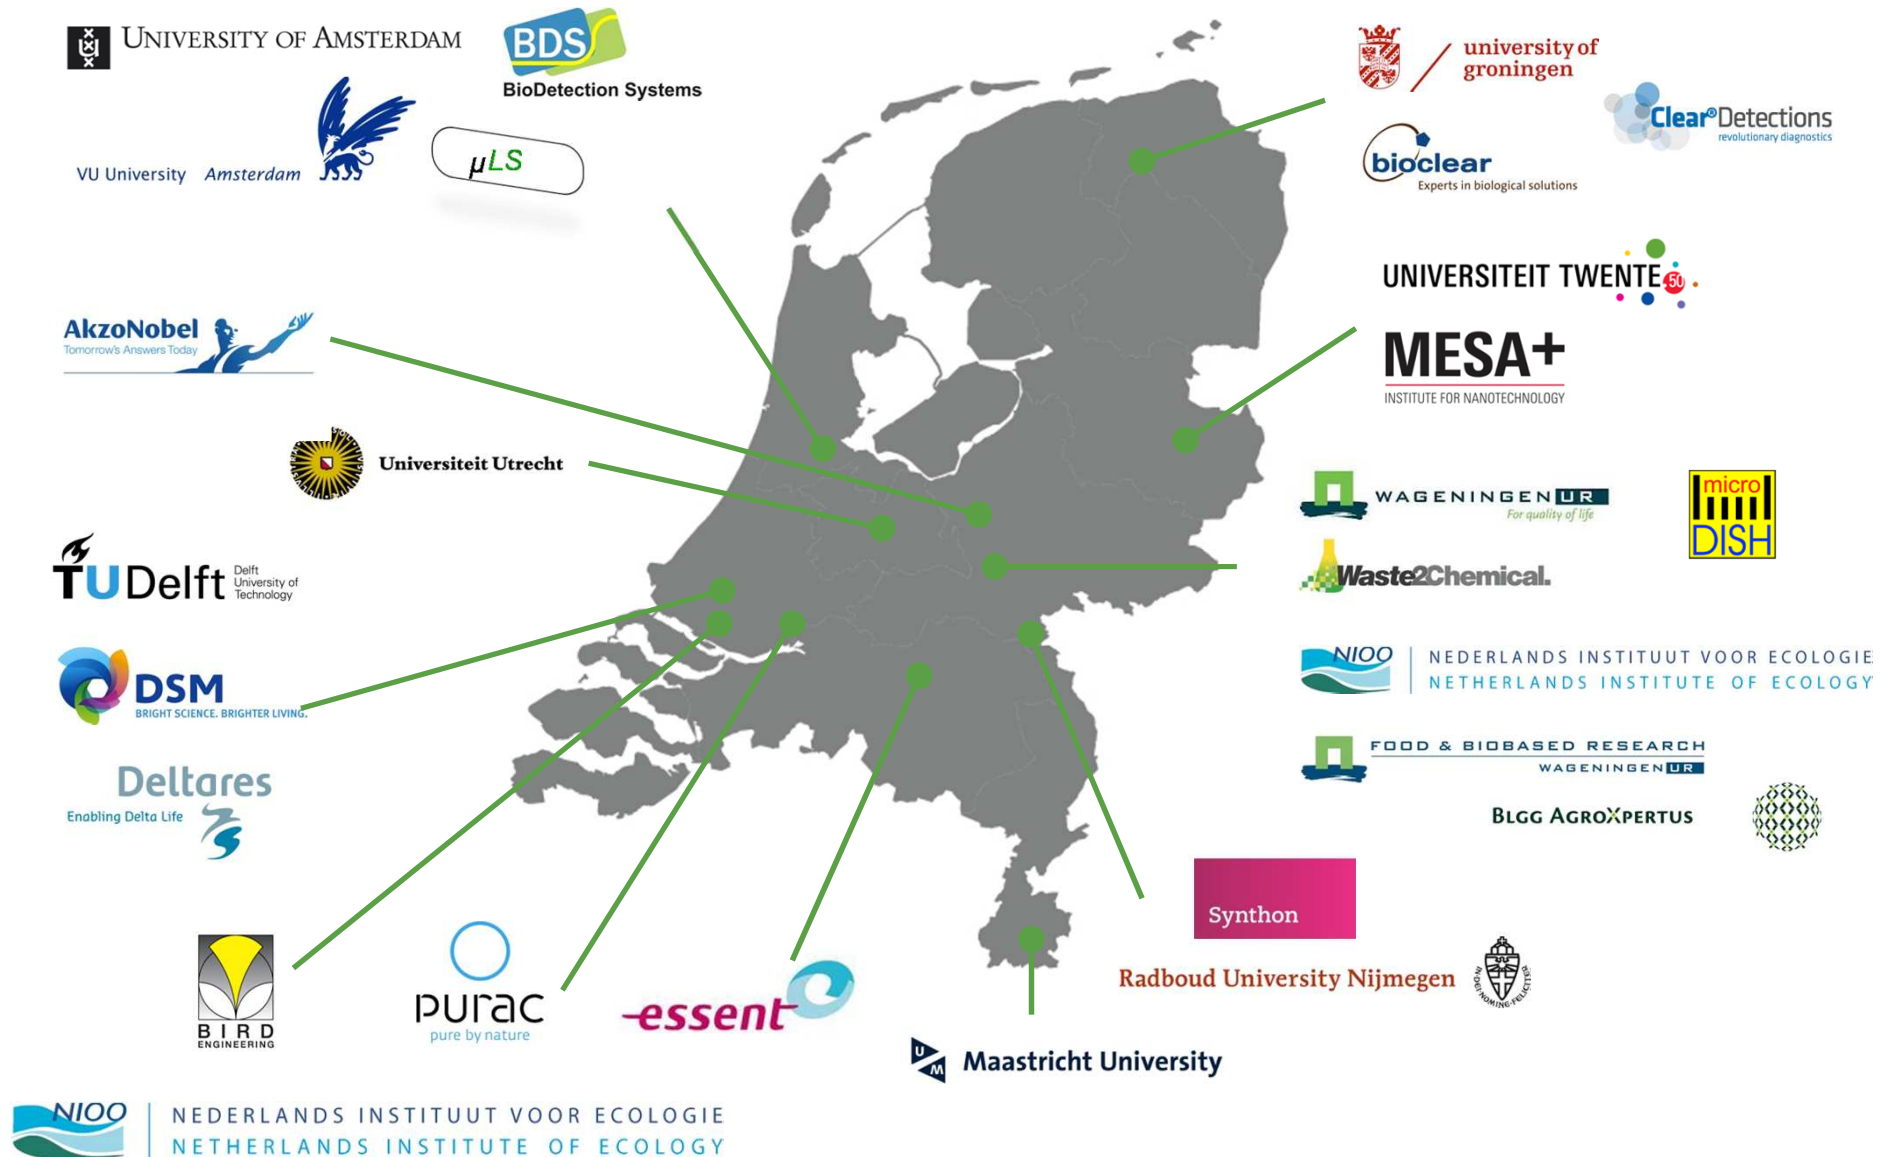 UNIVERSITY OF AMSTERDAM
BDS
BioDetection Systems
VU University Amsterdam
µLS
university of
groningen
Clear®Detections
revolutionary diagnostics
bioclear
Experts in biological solutions
UNIVERSITEIT TWENTE.
50
MESA+
INSTITUTE FOR NANOTECHNOLOGY
AkzoNobel
Tomorrow's Answers Today
Universiteit Utrecht
WAGENINGEN UR
For quality of life
micro
DISH
Waste2Chemical.
TU Delft
Delft
University of
Technology
NIOO
NEDERLANDS INSTITUUT VOOR ECOLOGIE
NETHERLANDS INSTITUTE OF ECOLOGY
DSM
BRIGHT SCIENCE. BRIGHTER LIVING.
FOOD & BIOBASED RESEARCH
WAGENINGEN UR
BLGG AGROXPERTUS
Deltares
Enabling Delta Life
Synthon
Radboud University Nijmegen
IN·DEI·NOMINE·FELICITER
BIRD
ENGINEERING
purac
pure by nature
essent
UM
Maastricht University
NIOO
NEDERLANDS INSTITUUT VOOR ECOLOGIE
NETHERLANDS INSTITUTE OF ECOLOGY